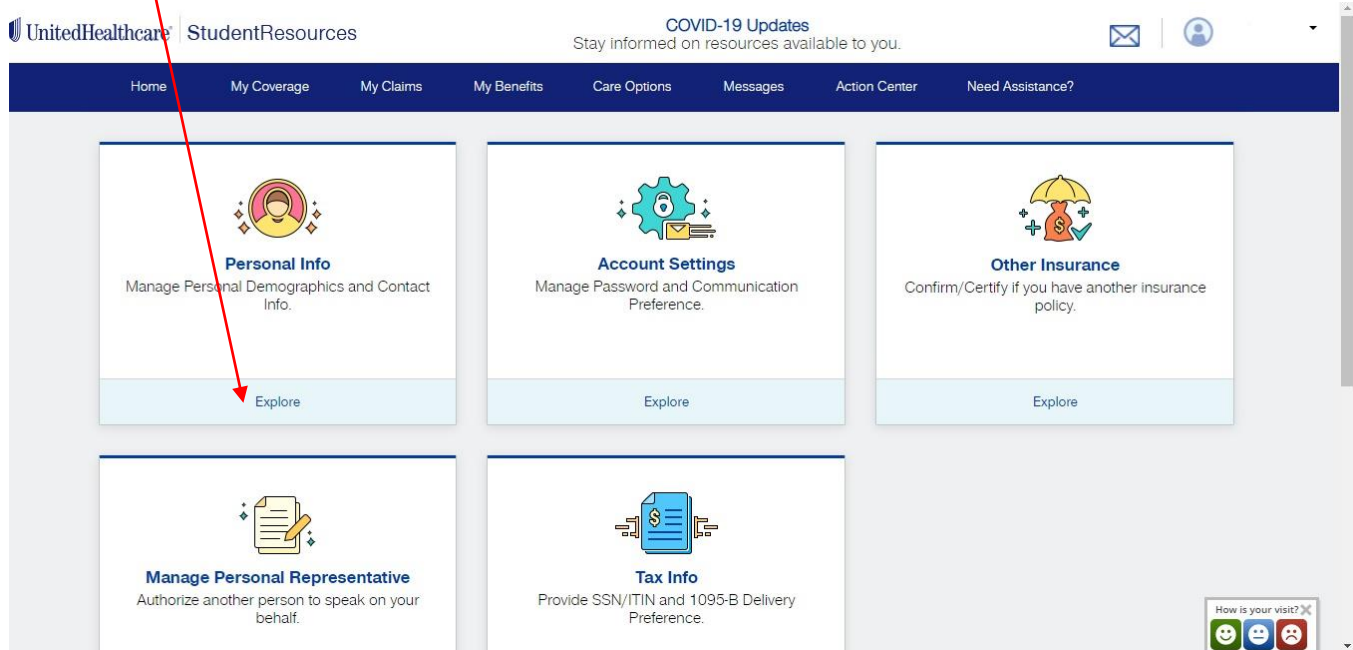 UnitedHealthcare® StudentResources
COVID-19 Updates
Stay informed on resources available to you.
Home My Coverage My Claims My Benefits Care Options Messages Action Center Need Assistance?
Personal Info
Manage Personal Demographics and Contact
Info.
Explore
Account Settings
Manage Password and Communication
Preference.
Explore
$
Other Insurance
Confirm/Certify if you have another insurance
policy.
Explore
Manage Personal Representative
Authorize another person to speak on your
behalf.
$
Tax Info
Provide SSN/ITIN and 1095-B Delivery
Preference.
How is your visit?